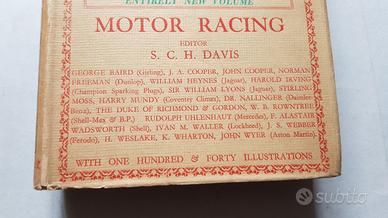 ENTIRELY NEW VOLUME
MOTOR RACING
EDITOR
S. C. H. DAVIS
GEORGE BAIRD (Girling), J. A. COOPER, JOHN COOPER, NORMAN
FREEMAN (Dunlop), WILLIAM HEYNES (Jaguar), HAROLD IRVING
(Champion Sparking Plugs), SIR WILLIAM LYONS (Jaguar), STIRLING
MOSS, HARRY MUNDY (Coventry Climax), DR. NALLINGER (Daimler-
Benz), THE DUKE OF RICHMOND & GORDON, W. B. ROWNTREE
(Shell-Mex & B.P.) RUDOLPH UHLENHAUT (Mercedes), F. ALASTAIR
WADSWORTH (Shell), IVAN M. WALLER (Lockheed), J. S. WEBBER
(Ferodo), H. WESLAKE, K. WHARTON, JOHN WYER (Aston Martin).
WITH ONE HUNDRED & FORTY ILLUSTRATIONS
subito